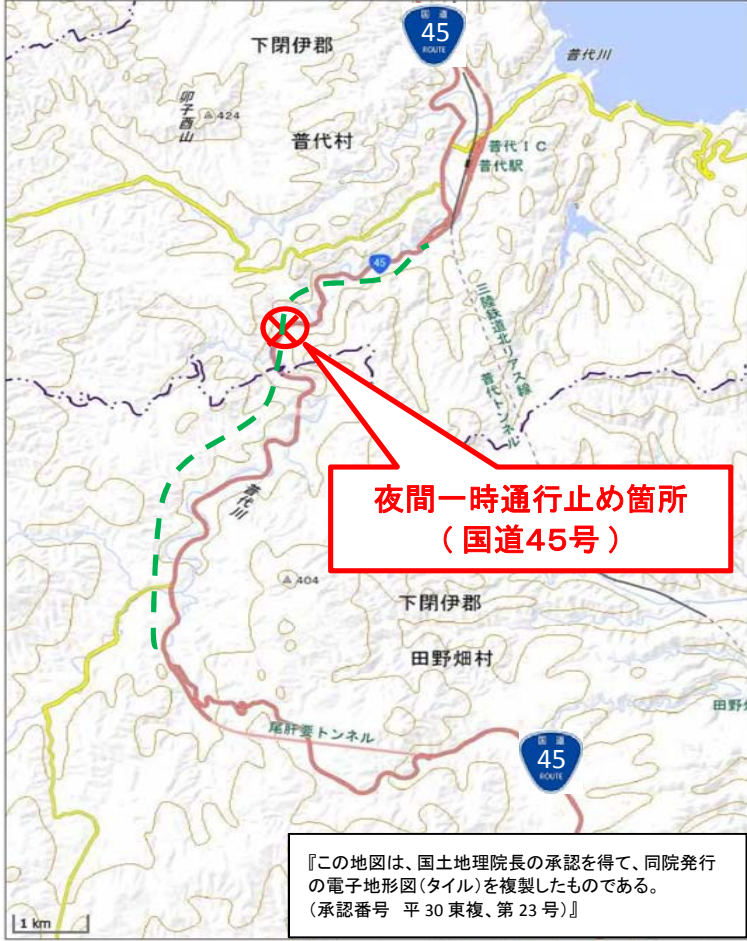 国道
45
ROUTE
下閉伊郡
普代川
卯子酉山
424
普代村
普代IC
普代駅
45
三陸鉄道北リアス線
普代トンネル
夜間一時通行止め箇所
（国道45号）
普代川
404
下閉伊郡
田野畑村
田野畑
尾肝要トンネル
国道
45
ROUTE
『この地図は、国土地理院長の承認を得て、同院発行
の電子地形図(タイル)を複製したものである。
(承認番号 平 30 東複、第 23 号)』
1 km